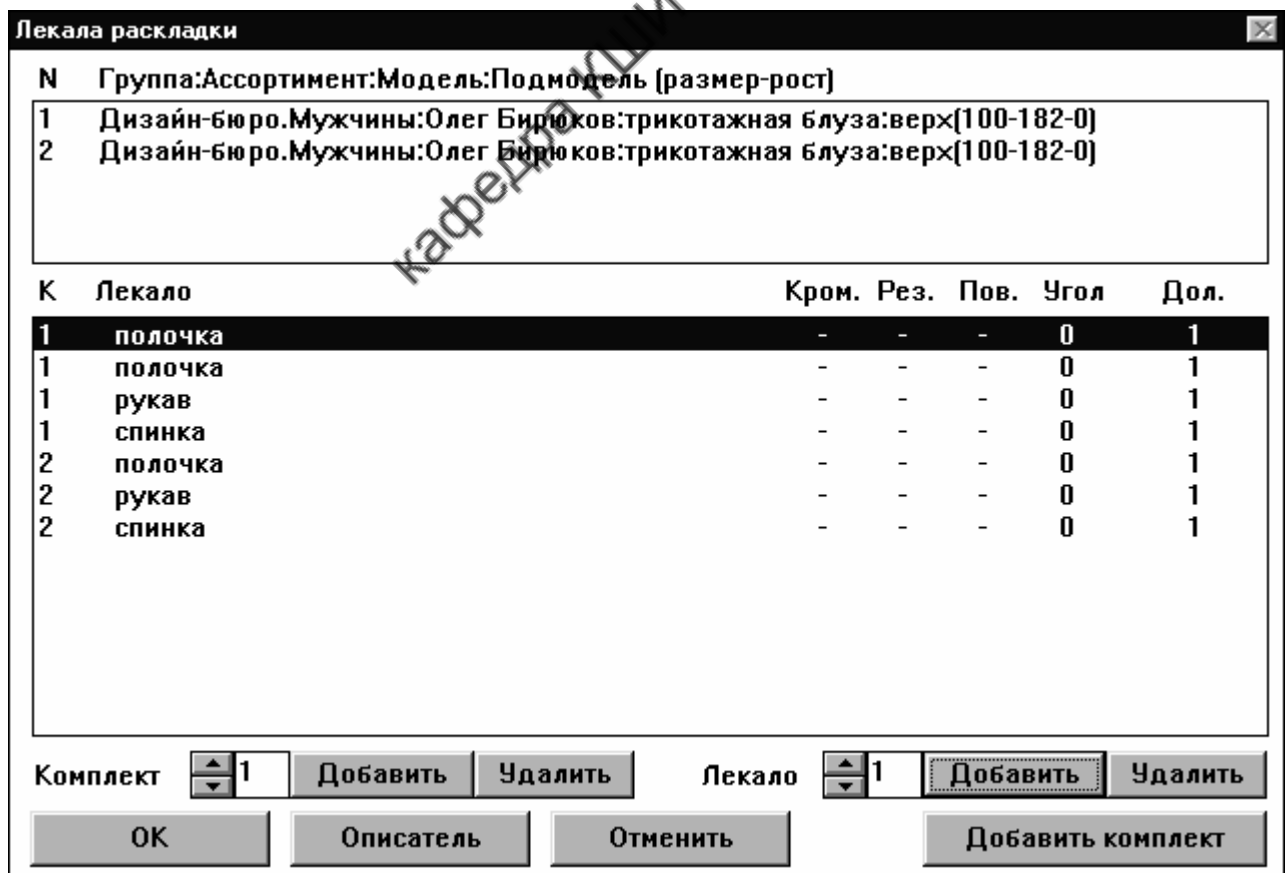 Лекала раскладки
N Группа:Ассортимент:Модель:Подмодель (размер-рост)
1 Дизайн-бюро.Мужчины:Олег Бирюков:трикотажная блуза:верх(100-182-0)
2 Дизайн-бюро.Мужчины:Олег Бирюков:трикотажная блуза:верх(100-182-0)
кафедра КШИ
К Лекало Кром. Рез. Пов. Угол Дол.
1 полочка - - - 0 1
1 полочка - - - 0 1
1 рукав - - - 0 1
1 спинка - - - 0 1
2 полочка - - - 0 1
2 рукав - - - 0 1
2 спинка - - - 0 1
Комплект 1 Добавить Удалить Лекало 1 Добавить Удалить
OK Описатель Отменить Добавить комплект